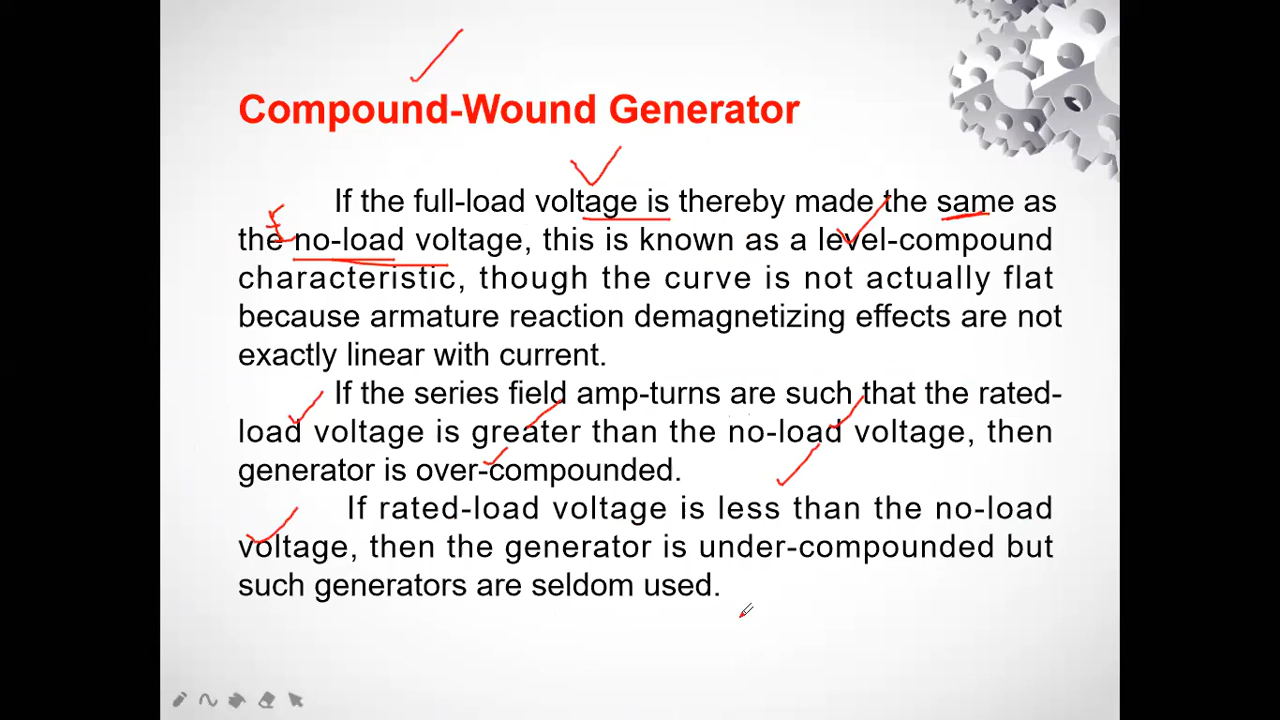 Compound-Wound Generator
If the full-load voltage is thereby made the same as
the no-load voltage, this is known as a level-compound
characteristic, though the curve is not actually flat
because armature reaction demagnetizing effects are not
exactly linear with current.
If the series field amp-turns are such that the rated-
load voltage is greater than the no-load voltage, then
generator is over-compounded.
If rated-load voltage is less than the no-load
voltage, then the generator is under-compounded but
such generators are seldom used.